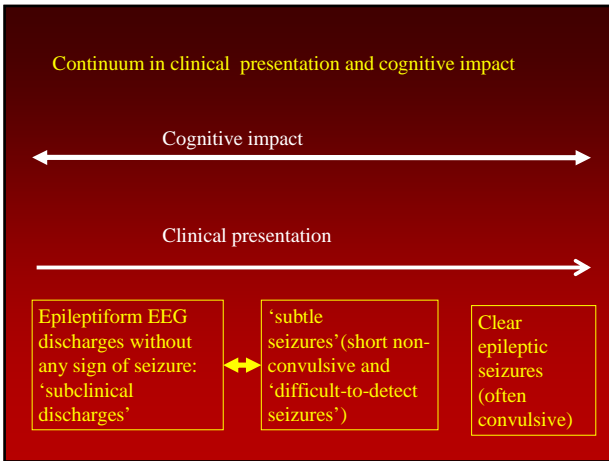 Continuum in clinical presentation and cognitive impact
Cognitive impact
Clinical presentation
Epileptiform EEG
discharges without
any sign of seizure:
‘subclinical
discharges’
‘subtle
seizures’(short non-
convulsive and
‘difficult-to-detect
seizures’)
Clear
epileptic
seizures
(often
convulsive)